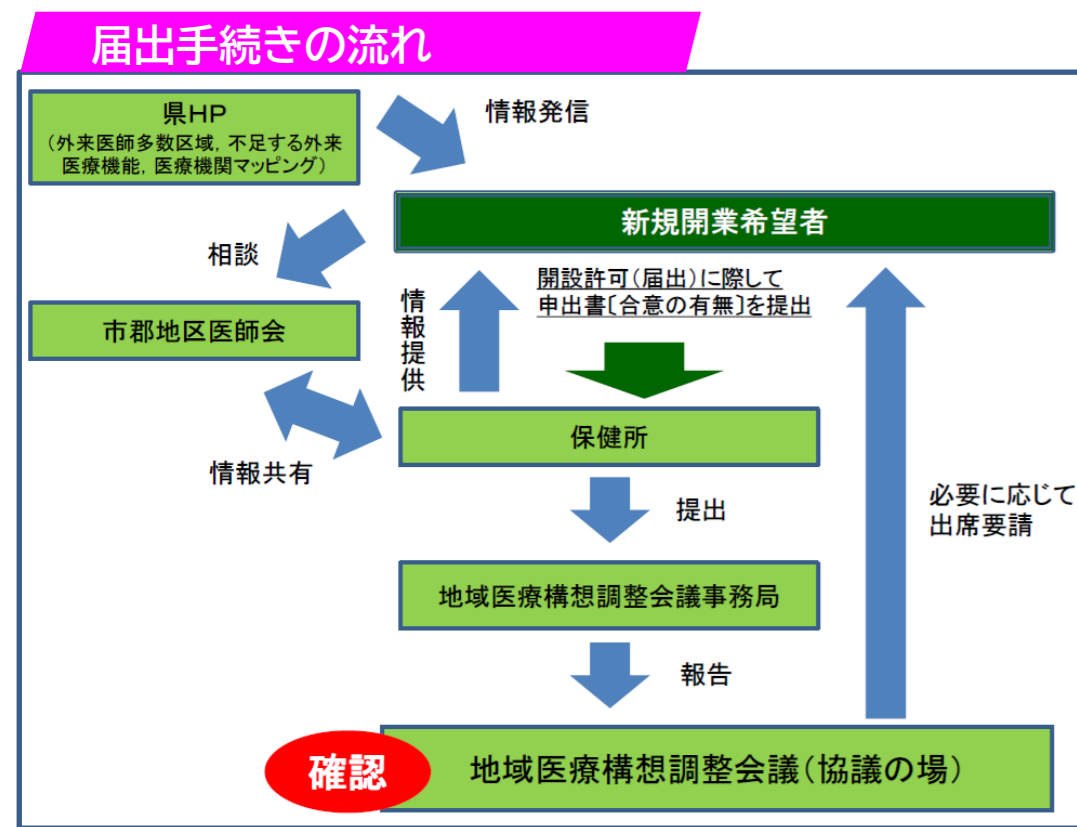 届出手続きの流れ
県HP
（外来医師多数区域，不足する外来
医療機能，医療機関マッピング）
情報発信
新規開業希望者
相談
開設許可（届出）に際して
申出書〔合意の有無〕を提出
情報提供
市郡地区医師会
保健所
情報共有
必要に応じて
出席要請
提出
地域医療構想調整会議事務局
報告
確認
地域医療構想調整会議（協議の場）